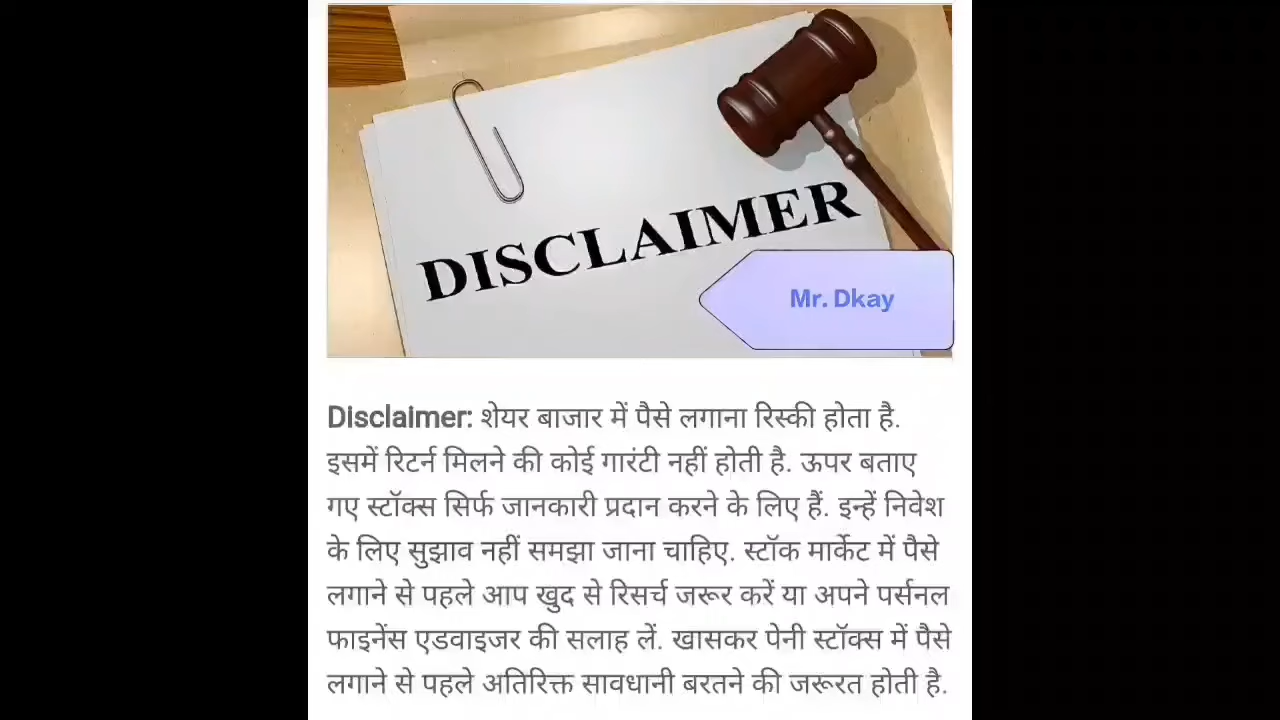 DISCLAIMER
Mr. Dkay
Disclaimer: शेयर बाजार में पैसे लगाना रिस्की होता है.
इसमें रिटर्न मिलने की कोई गारंटी नहीं होती है. ऊपर बताए
गए स्टॉक्स सिर्फ जानकारी प्रदान करने के लिए हैं. इन्हें निवेश
के लिए सुझाव नहीं समझा जाना चाहिए. स्टॉक मार्केट में पैसे
लगाने से पहले आप खुद से रिसर्च जरूर करें या अपने पर्सनल
फाइनेंस एडवाइजर की सलाह लें. खासकर पेनी स्टॉक्स में पैसे
लगाने से पहले अतिरिक्त सावधानी बरतने की जरूरत होती है.